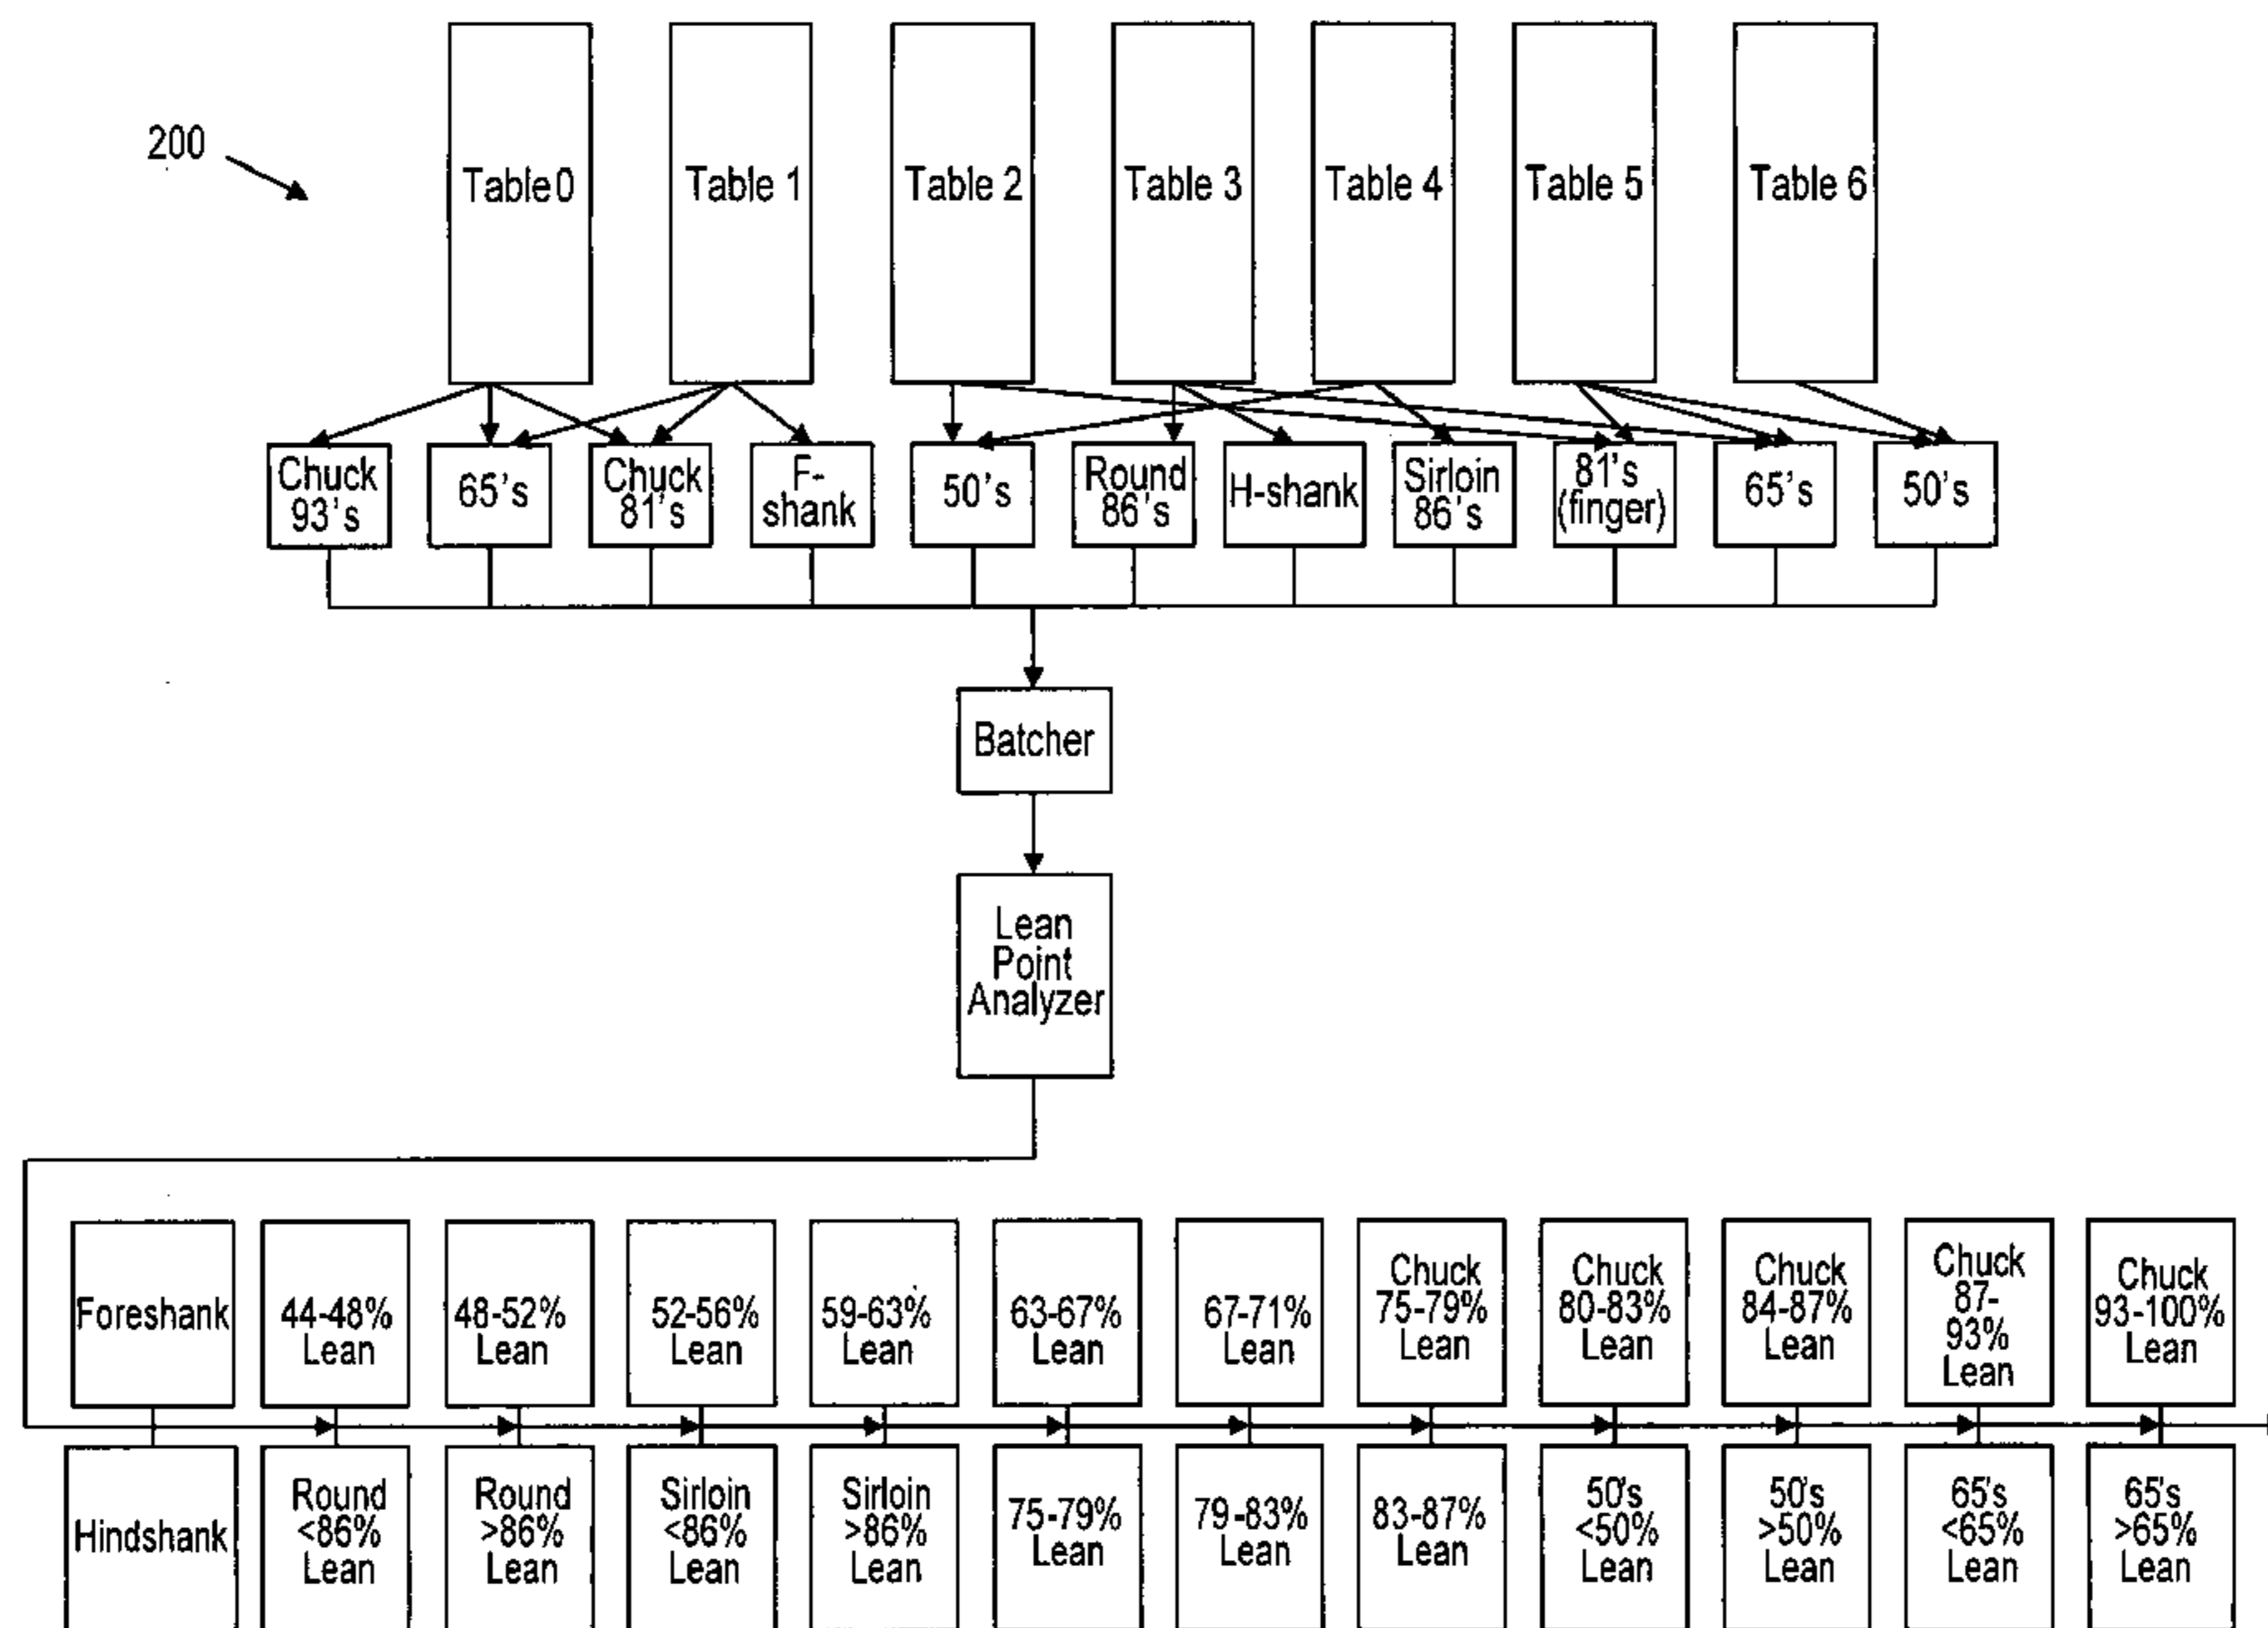 200
Table 0
Table 1
Table 2
Table 3
Table 4
Table 5
Table 6
Chuck
93's
65's
Chuck
81's
F-
shank
50's
Round
86's
H-shank
Sirloin
86's
81's
(finger)
65's
50's
Batcher
Lean
Point
Analyzer
Foreshank
44-48%
Lean
48-52%
Lean
52-56%
Lean
59-63%
Lean
63-67%
Lean
67-71%
Lean
Chuck
75-79%
Lean
Chuck
80-83%
Lean
Chuck
84-87%
Lean
Chuck
87-
93%
Lean
Chuck
93-100%
Lean
Hindshank
Round
<86%
Lean
Round
>86%
Lean
Sirloin
<86%
Lean
Sirloin
>86%
Lean
75-79%
Lean
79-83%
Lean
83-87%
Lean
50's
<50%
Lean
50's
>50%
Lean
65's
<65%
Lean
65's
>65%
Lean